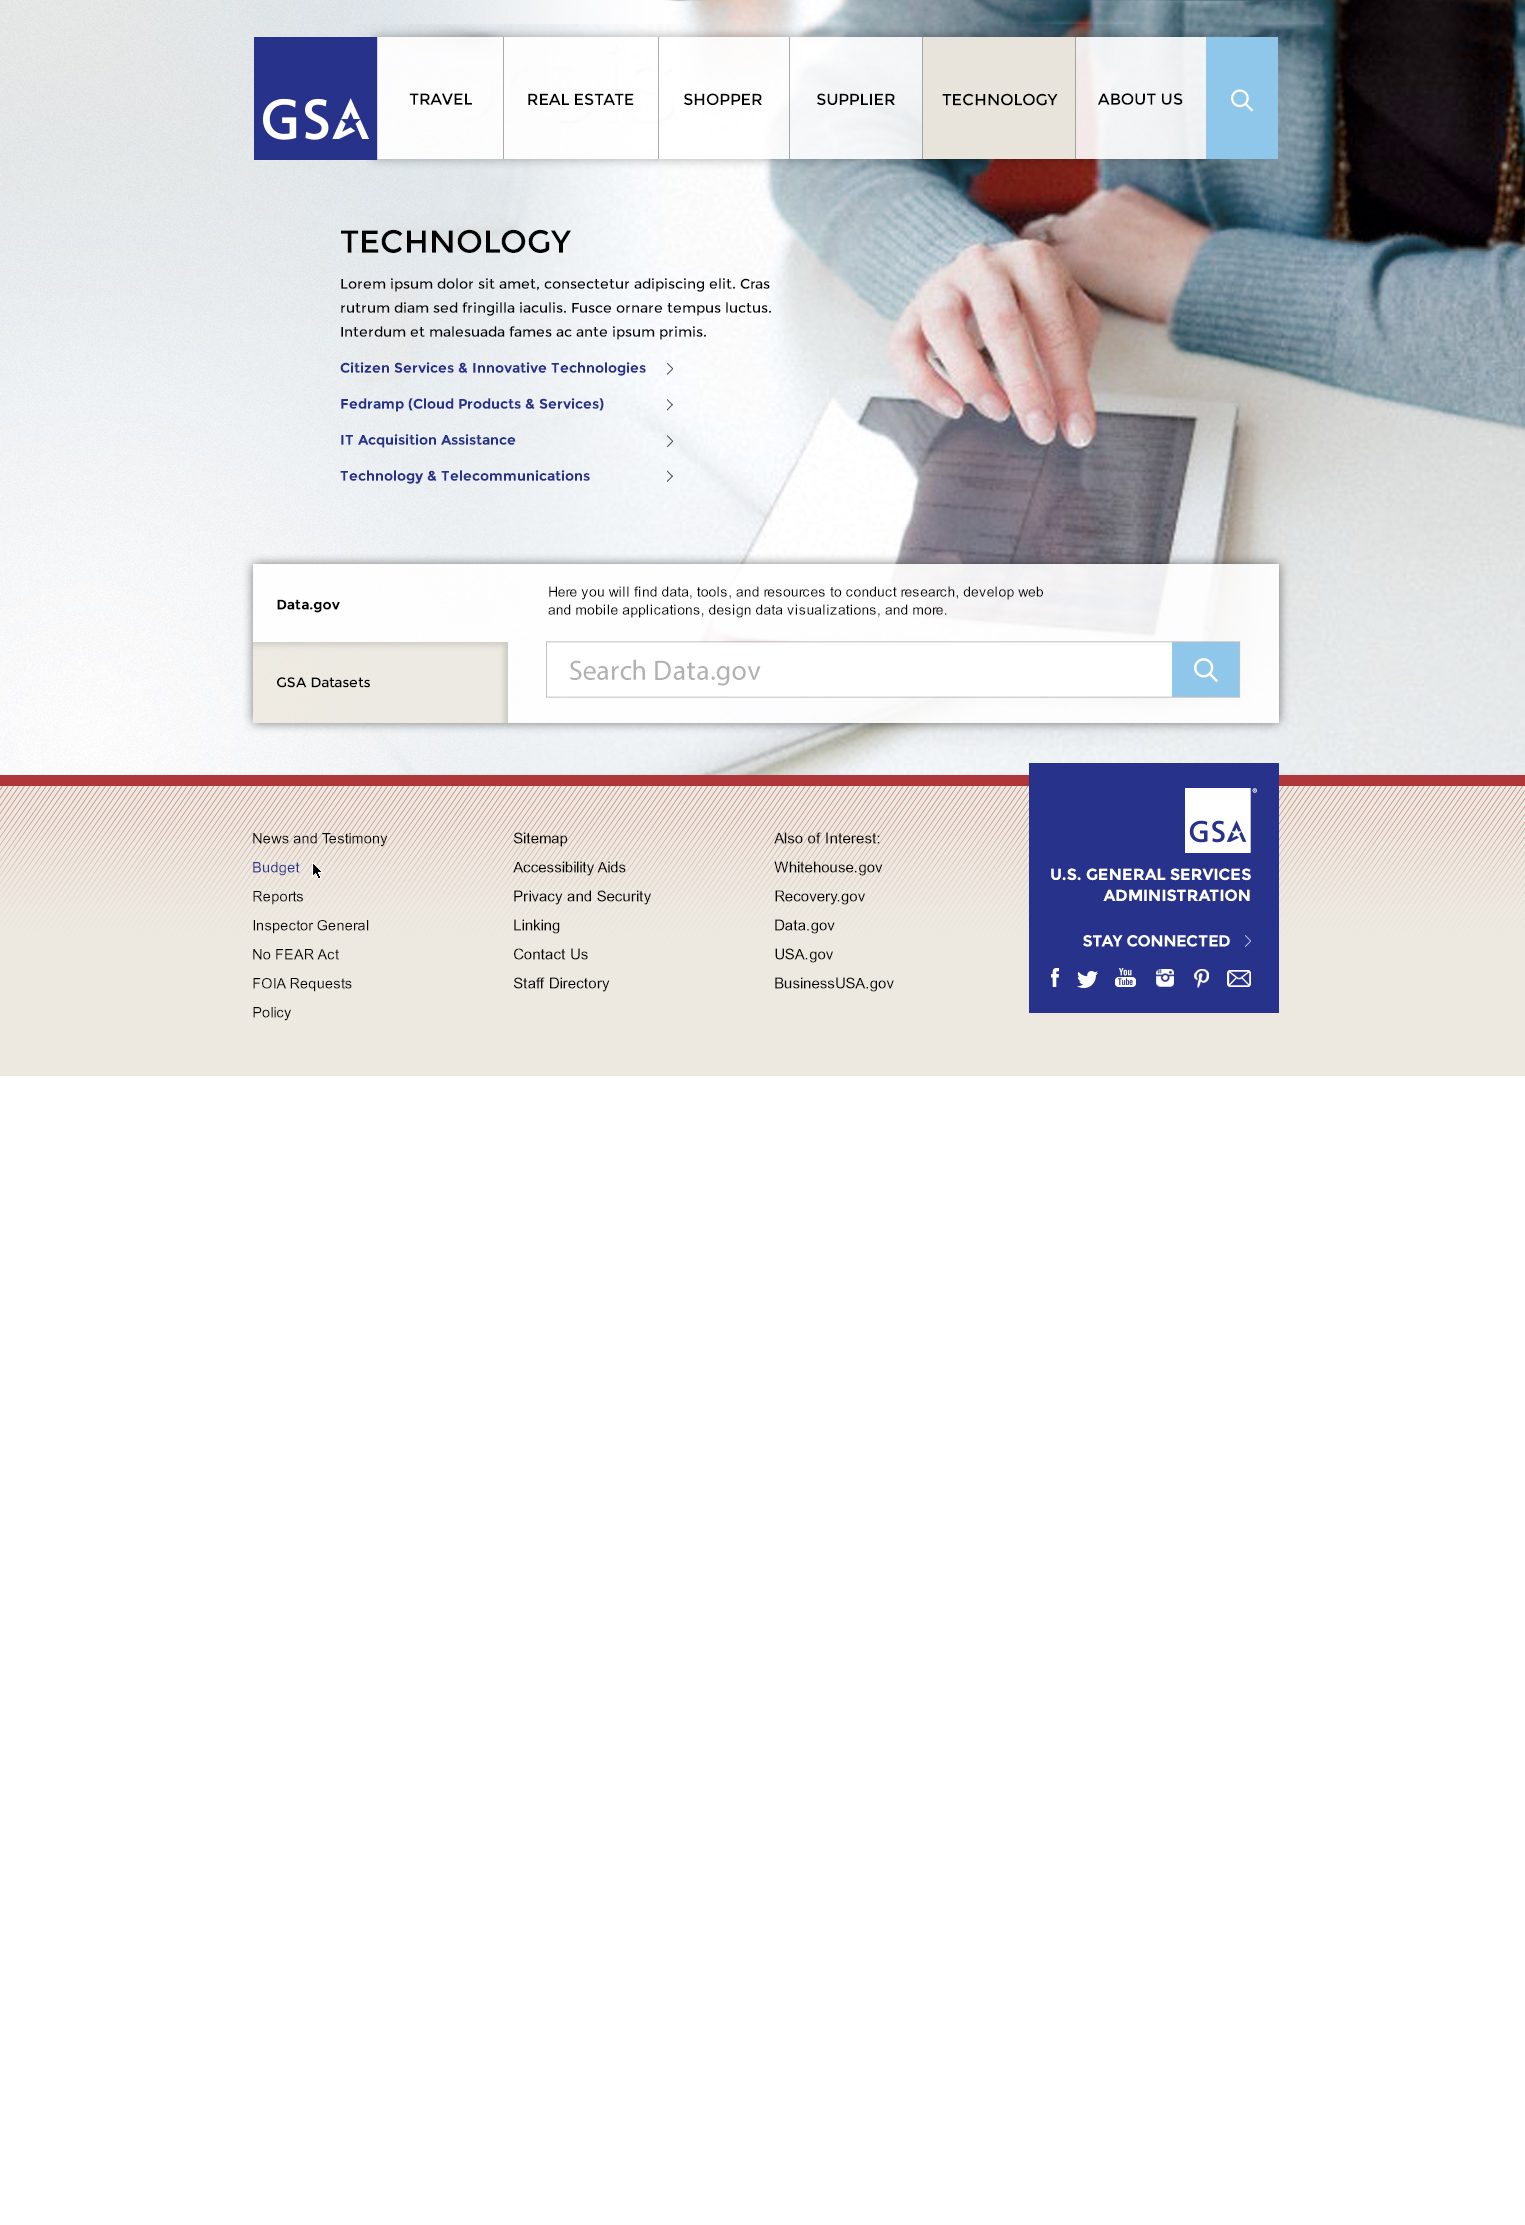 GSA
TRAVEL
REAL ESTATE
SHOPPER
SUPPLIER
TECHNOLOGY
ABOUT US
TECHNOLOGY
Lorem ipsum dolor sit amet, consectetur adipiscing elit. Cras
rutrum diam sed fringilla iaculis. Fusce ornare tempus luctus.
Interdum et malesuada fames ac ante ipsum primis.
Citizen Services & Innovative Technologies
Fedramp (Cloud Products & Services)
IT Acquisition Assistance
Technology & Telecommunications
Data.gov
GSA Datasets
Here you will find data, tools, and resources to conduct research, develop web
and mobile applications, design data visualizations, and more.
Search Data.gov
News and Testimony
Budget
Reports
Inspector General
No FEAR Act
FOIA Requests
Policy
Sitemap
Accessibility Aids
Privacy and Security
Linking
Contact Us
Staff Directory
Also of Interest:
Whitehouse.gov
Recovery.gov
Data.gov
USA.gov
BusinessUSA.gov
GSA®
U.S. GENERAL SERVICES
ADMINISTRATION
STAY CONNECTED
You
Tube